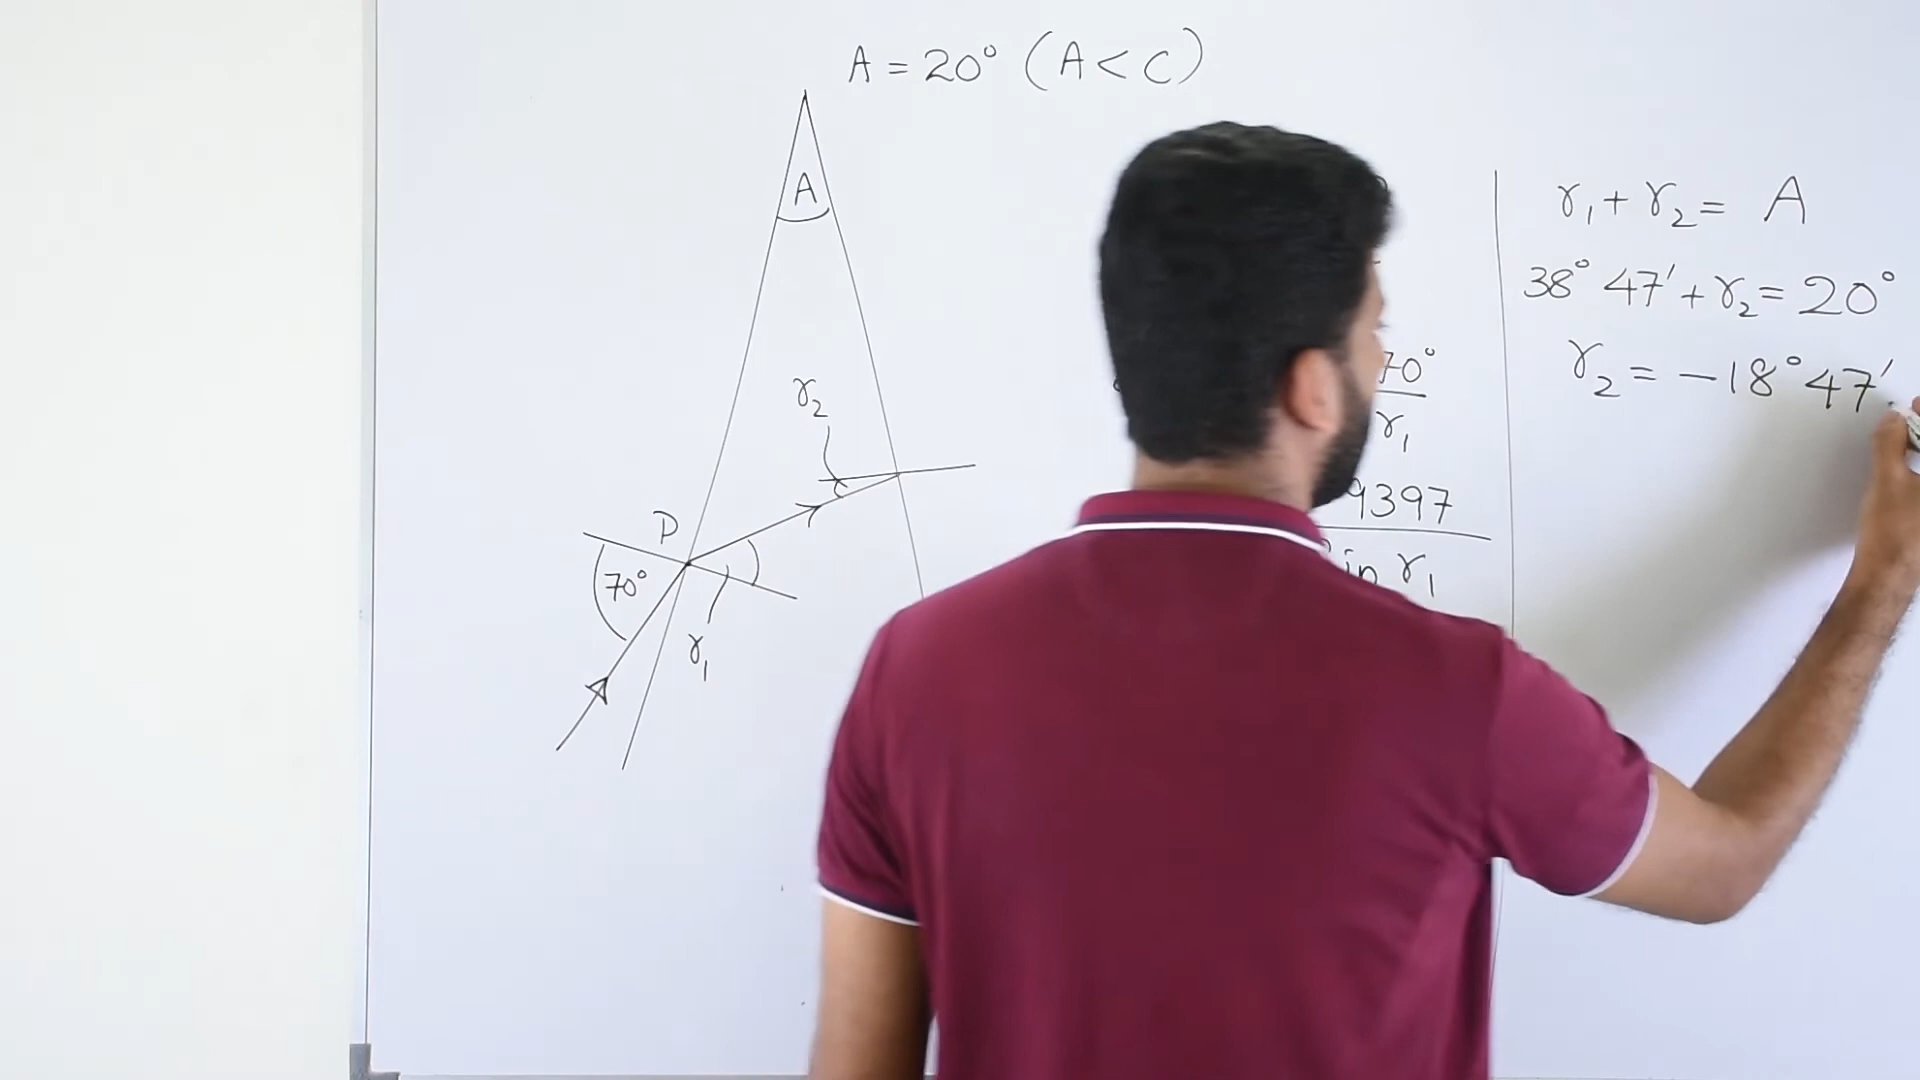 A = 20° (A < C)
A
r₂
P
70°
r₁
70°
r₁
9397
in r₁
r₁ + r₂ = A
38° 47' + r₂ = 20°
r₂ = -18° 47'